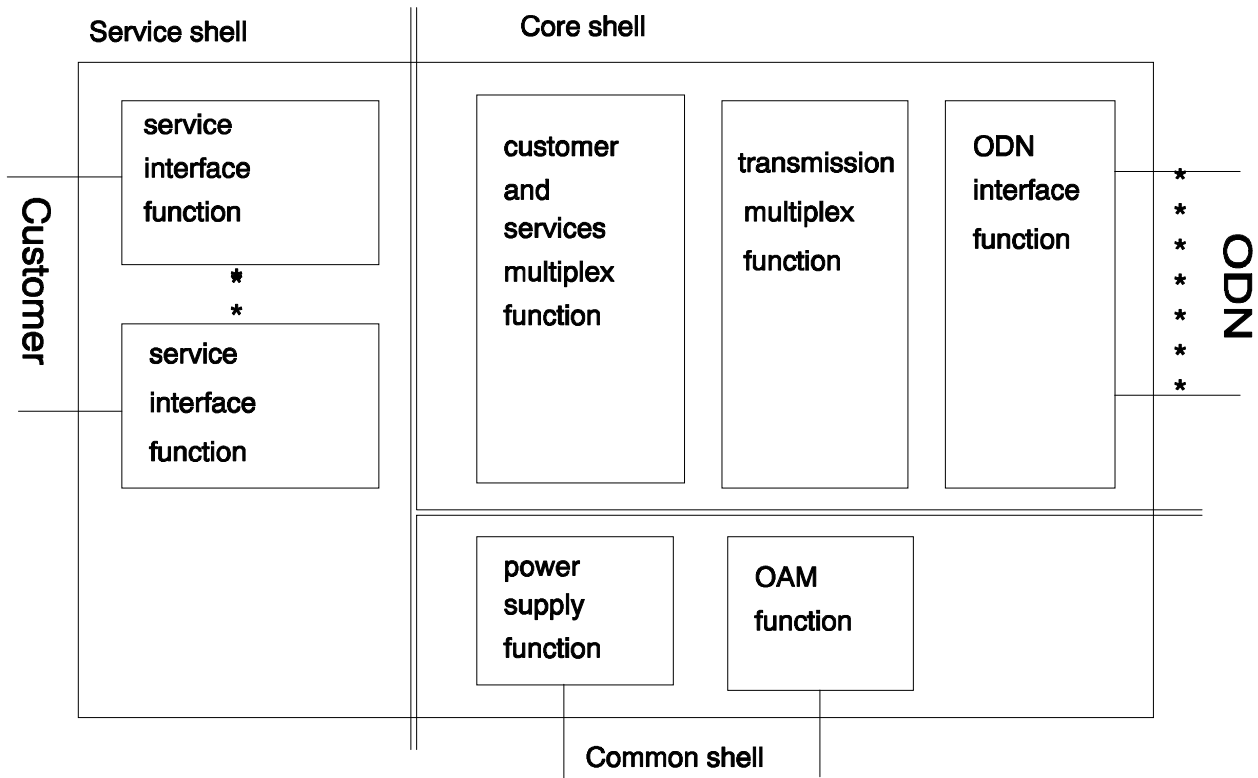 Service shell
Core shell
service
interface
function
*
*
service
interface
function
Customer
customer
and
services
multiplex
function
transmission
multiplex
function
ODN
interface
function
*
*
*
*
*
*
*
ODN
power
supply
function
OAM
function
Common shell